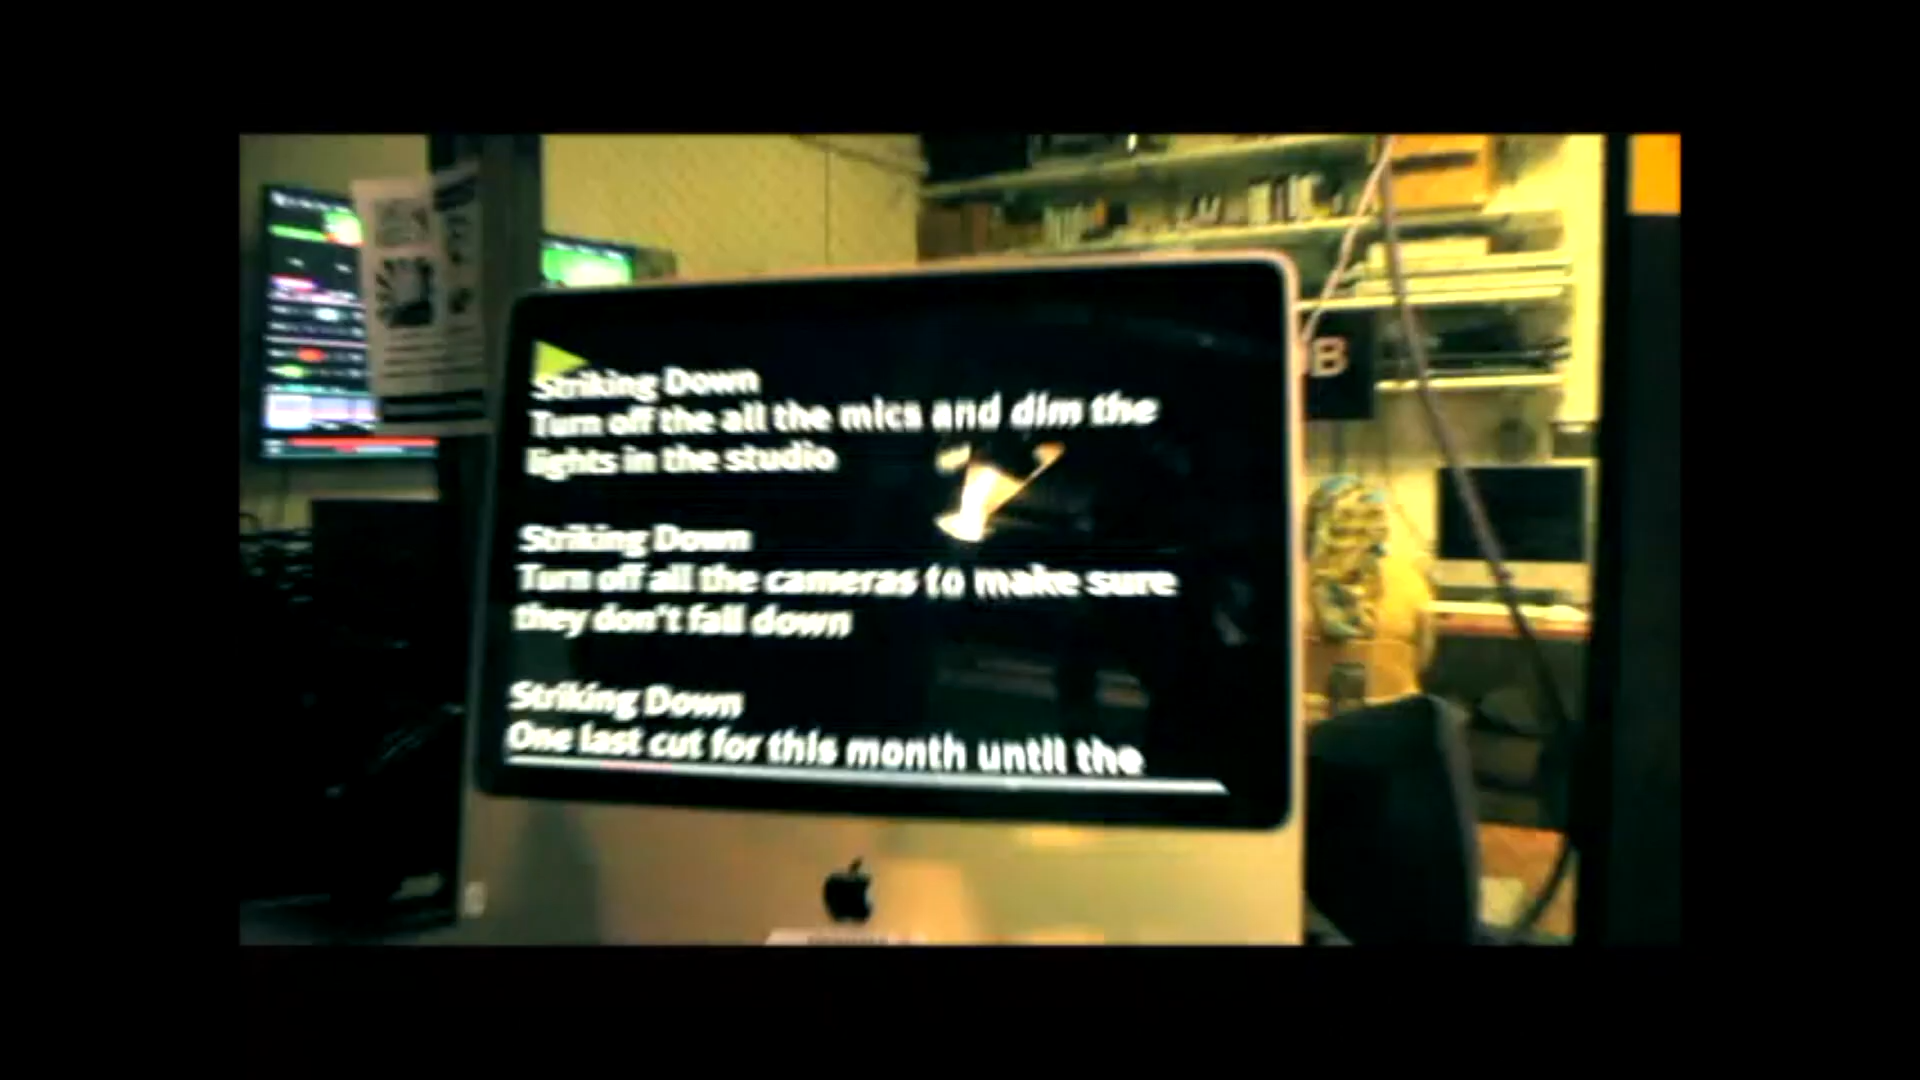 Striking Down
Turn off the all the mics and dim the
lights in the studio
Striking Down
Turn off all the cameras to make sure
they don't fall down
Striking Down
One last cut for this month until the
B